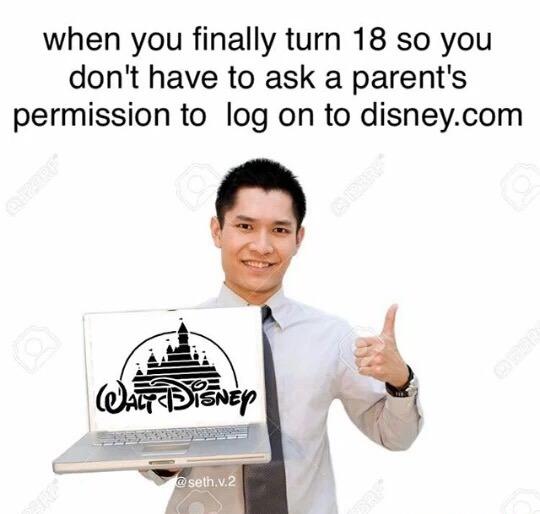 when you finally turn 18 so you
don't have to ask a parent's
permission to  log on to disney.com
WALT DISNEY
@seth.v.2